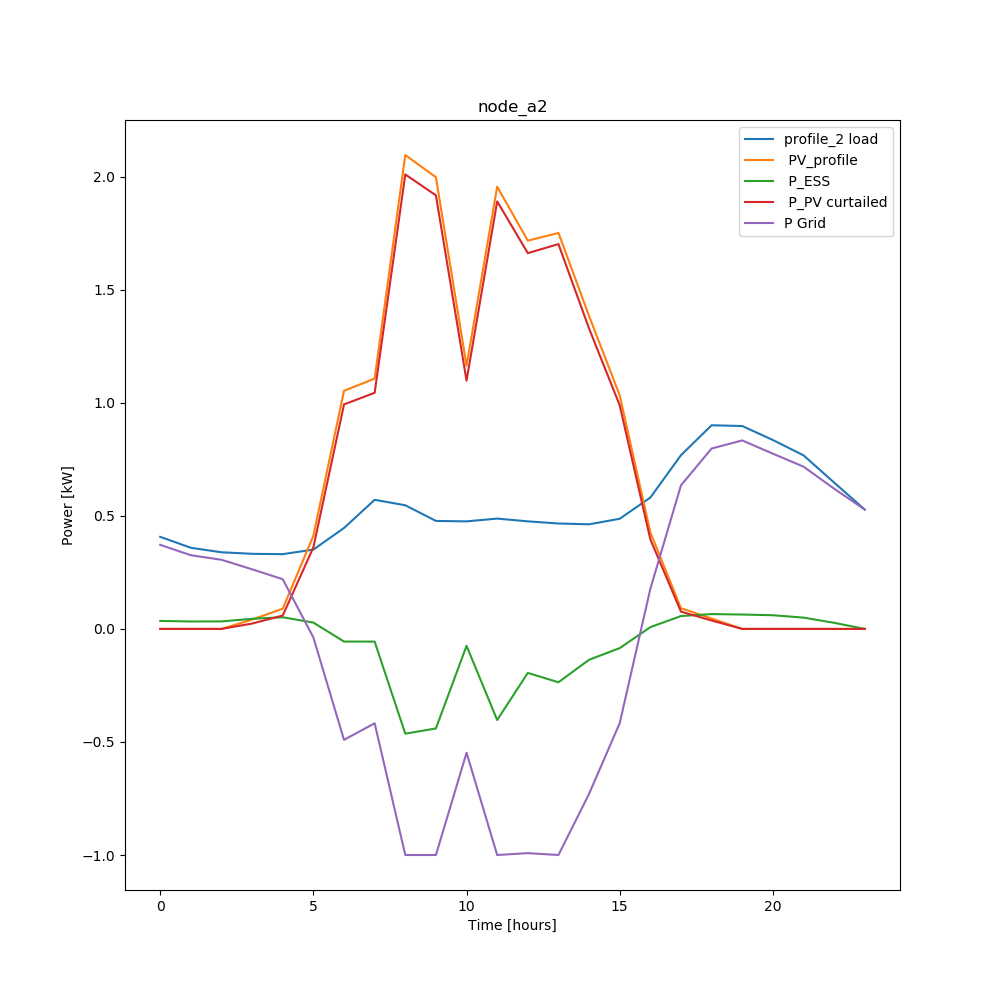 node_a2
profile_2 load
PV_profile
P_ESS
P_PV curtailed
P Grid
2.0
1.5
1.0
0.5
0.0
−0.5
−1.0
Power [kW]
0 5 10 15 20
Time [hours]